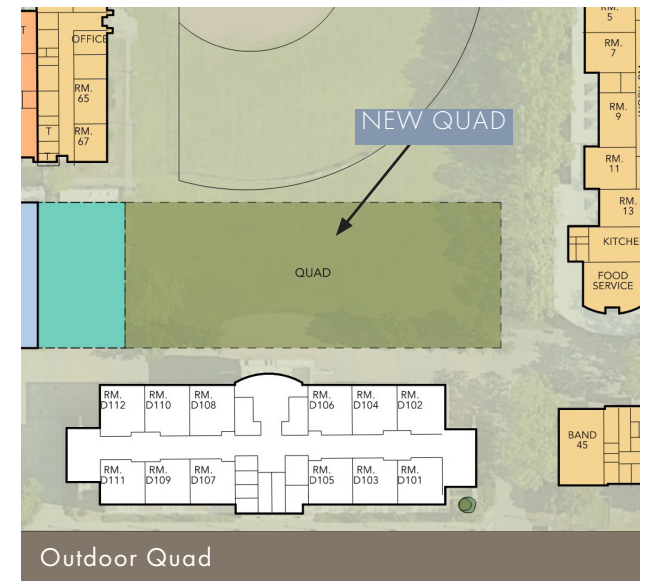 T
OFFICE
RM.
65
T
RM.
67
T
5
RM.
7
RM.
9
RM.
11
RM.
13
KITCHE
FOOD
SERVICE
NEW QUAD
QUAD
RM.
D112
RM.
D110
RM.
D108
RM.
D106
RM.
D104
RM.
D102
RM.
D111
RM.
D109
RM.
D107
RM.
D105
RM.
D103
RM.
D101
BAND
45
Outdoor Quad